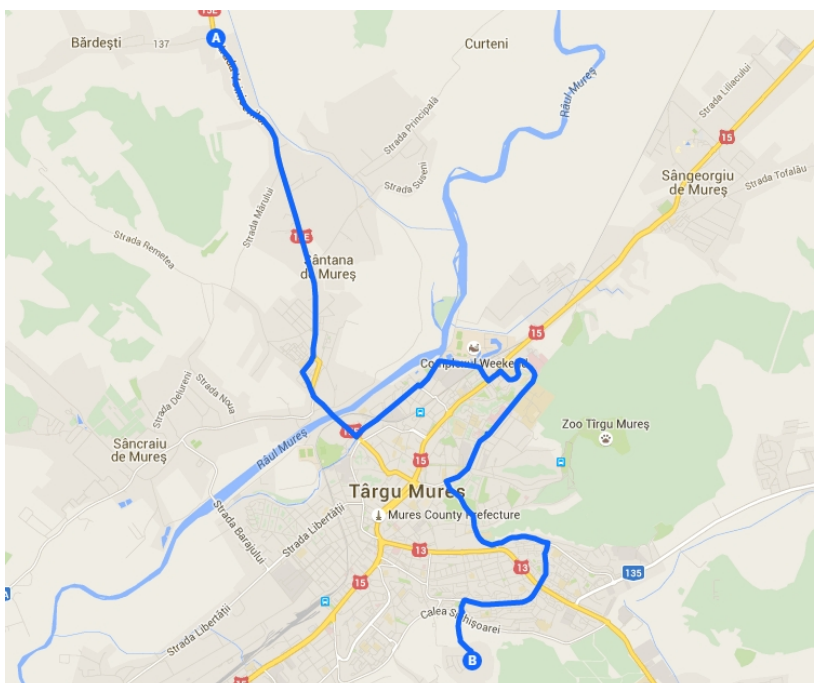 15E
A
Bărdești
137
Curteni
Râul Mureș
Strada Liliacului
15
Strada Principală
Sângeorgiu
de Mureș
Strada Tofalău
Strada Suseni
Strada Mărului
Strada Remetea
15E
Sântana
de Mureș
15
Complexul Weekend
Strada Delureni
Strada Noua
Zoo Tîrgu Mureș
Sâncraiu
de Mureș
Râul Mureș
15
Târgu Mureș
Mures County Prefecture
Strada Libertății
Strada Barajului
13
13
135
15
Strada Libertății
Calea Sighișoarei
A
B